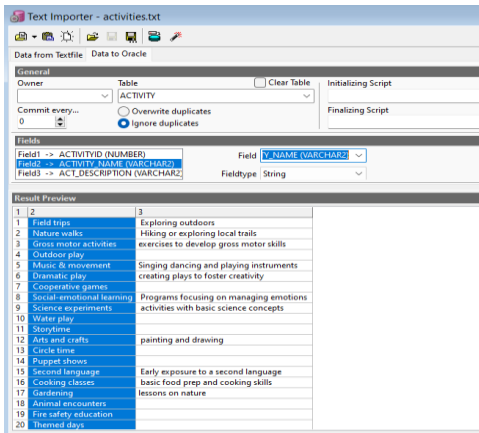 Text Importer - activities.txt
Data from Textfile Data to Oracle
General
Owner Table Clear Table Initializing Script
ACTIVITY
Commit every... Overwrite duplicates Finalizing Script
0 Ignore duplicates
Fields
Field1 -> ACTIVITYID (NUMBER) Field Y_NAME (VARCHAR2)
Field2 -> ACTIVITY_NAME (VARCHAR2)
Field3 -> ACT_DESCRIPTION (VARCHAR2) Fieldtype String
Result Preview
1 2 3
1 Field trips Exploring outdoors
2 Nature walks Hiking or exploring local trails
3 Gross motor activities exercises to develop gross motor skills
4 Outdoor play
5 Music & movement Singing dancing and playing instruments
6 Dramatic play creating plays to foster creativity
7 Cooperative games
8 Social-emotional learning Programs focusing on managing emotions
9 Science experiments activities with basic science concepts
10 Water play
11 Storytime
12 Arts and crafts painting and drawing
13 Circle time
14 Puppet shows
15 Second language Early exposure to a second language
16 Cooking classes basic food prep and cooking skills
17 Gardening lessons on nature
18 Animal encounters
19 Fire safety education
20 Themed days